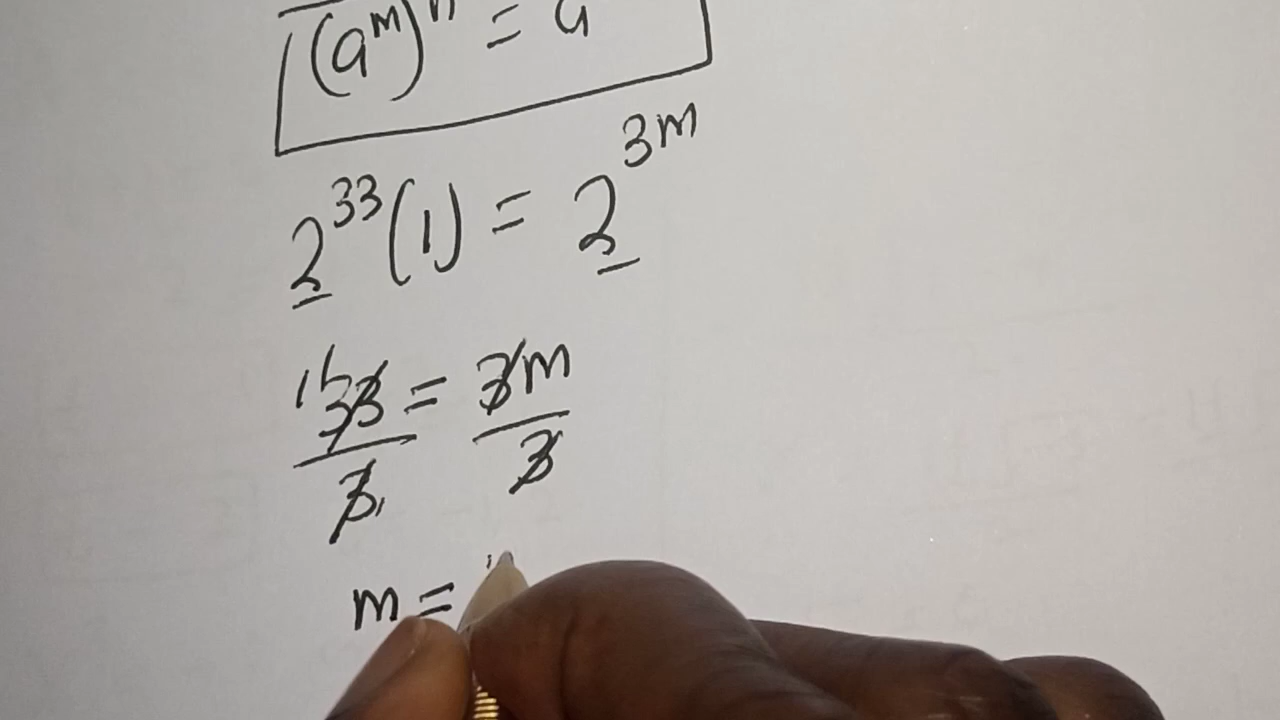 (a^m)^n = a
2^33 (1) = 2^3m
11
33/3 = 3m/3
m =